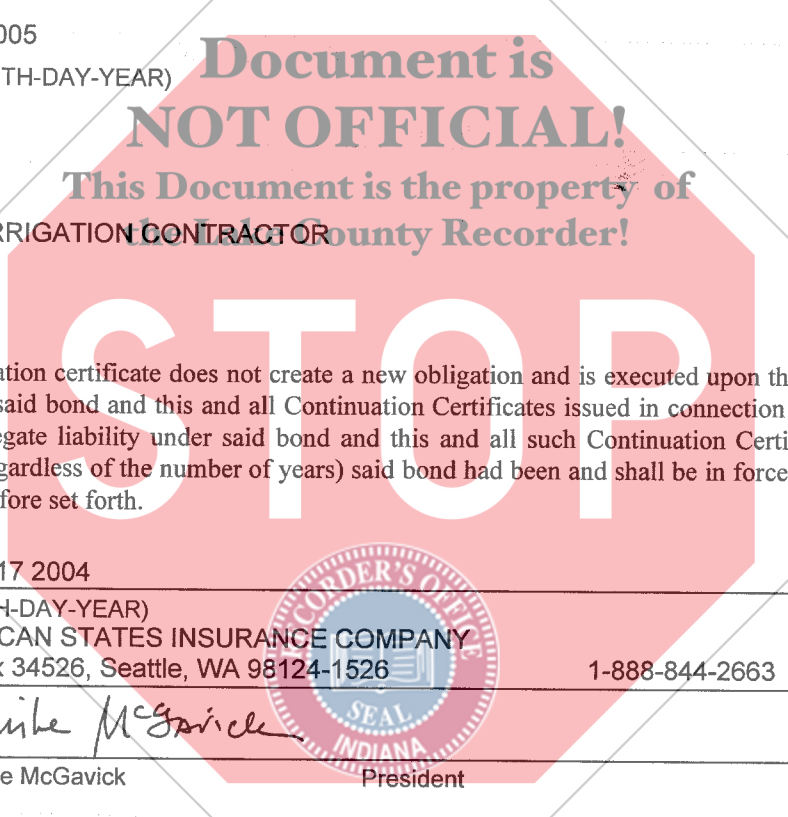 005
Document is
TH-DAY-YEAR)
NOT OFFICIAL!
This Document is the property of
the Lake County Recorder!
RRIGATION CONTRACTOR
STOP
ation certificate does not create a new obligation and is executed upon th
said bond and this and all Continuation Certificates issued in connection
egate liability under said bond and this and all such Continuation Certi
gardless of the number of years) said bond had been and shall be in force
fore set forth.
17 2004
H-DAY-YEAR)
CAN STATES INSURANCE COMPANY
x 34526, Seattle, WA 98124-1526 1-888-844-2663
RECORDER'S OFFICE
SEAL
INDIANA
ike McGavick
e McGavick President